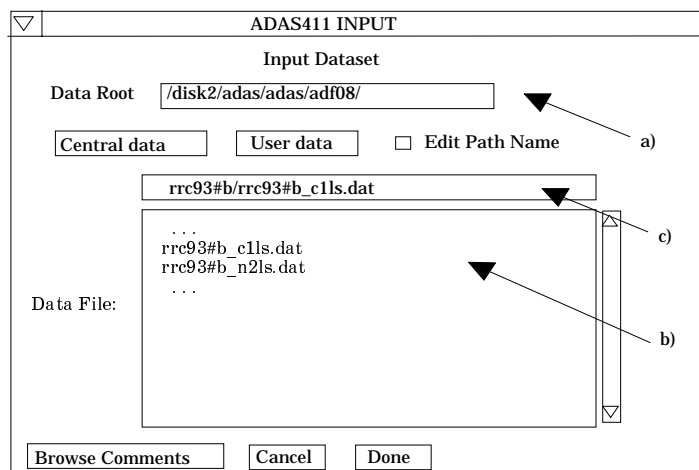 ADAS411 INPUT
Input Dataset
Data Root /disk2/adas/adas/adf08/
Central data User data Edit Path Name a)
rrc93#b/rrc93#b_c1ls.dat
c)
...
rrc93#b_c1ls.dat
rrc93#b_n2ls.dat
...
Data File:
b)
Browse Comments Cancel Done